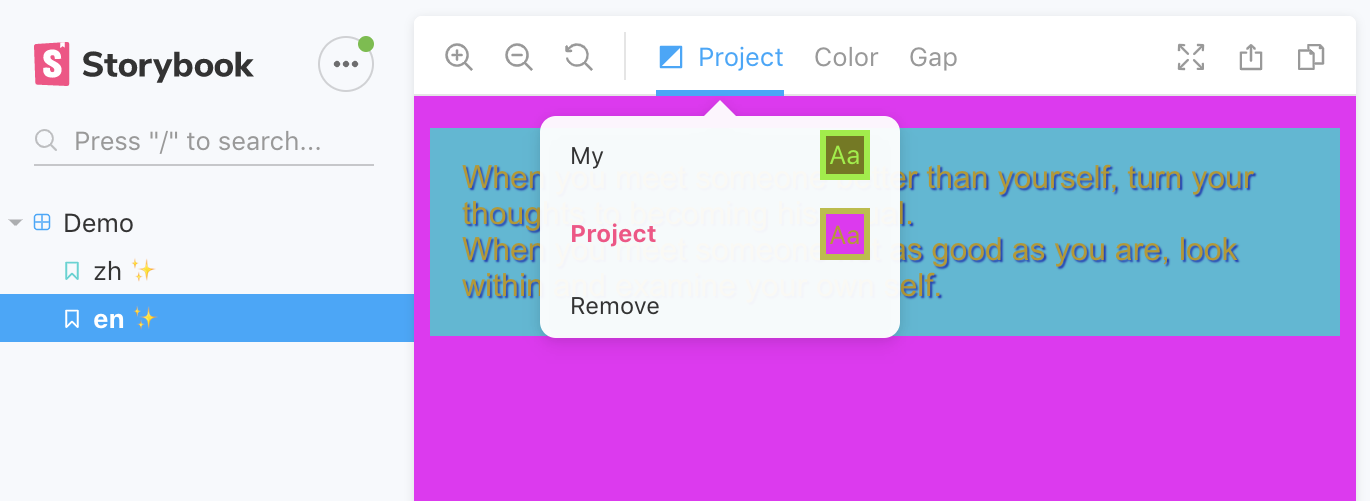 Storybook
Project Color Gap
Press "/" to search...
My Aa
Project Aa
Remove
When you meet someone better than yourself, turn your
thoughts to becoming his equal.
When you meet someone not as good as you are, look
within and examine your own self.
Demo
zh ✨
en ✨